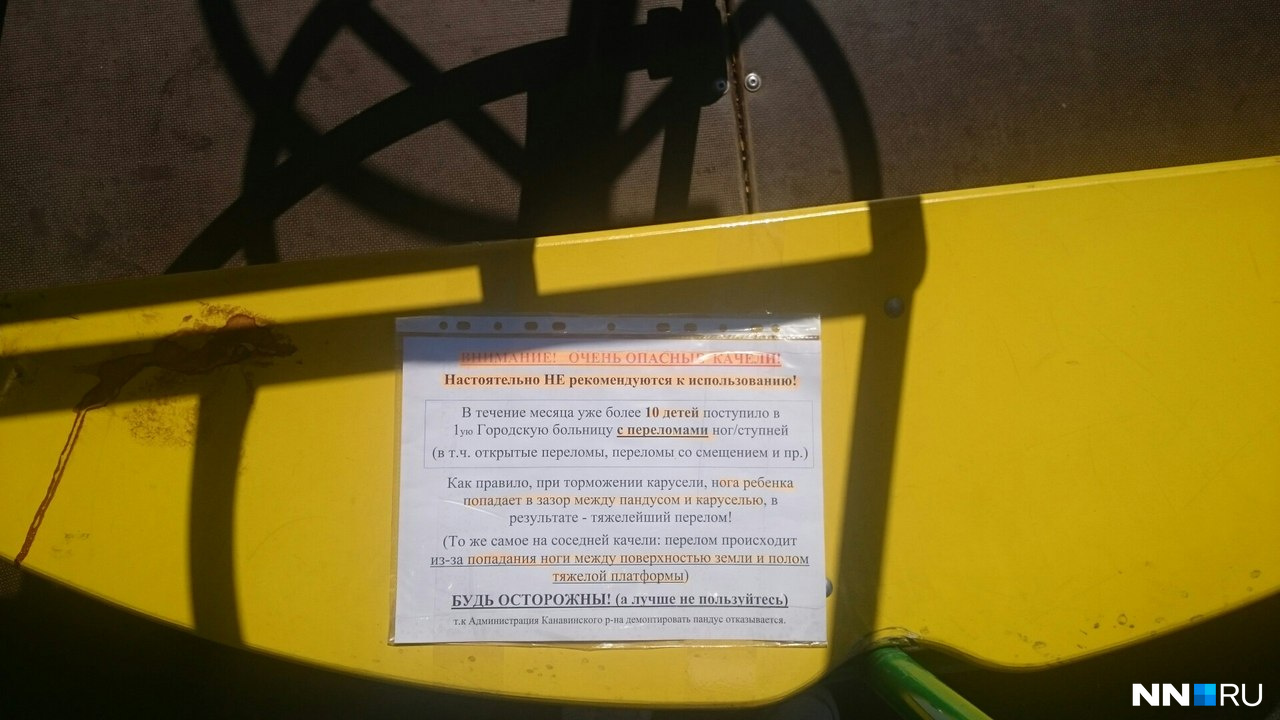 ВНИМАНИЕ! ОЧЕНЬ ОПАСНЫЕ КАЧЕЛИ!
Настоятельно НЕ рекомендуются к использованию!
В течение месяца уже более 10 детей поступило в
1ую Городскую больницу с переломами ног/ступней
(в т.ч. открытые переломы, переломы со смещением и пр.)
Как правило, при торможении карусели, нога ребенка
попадает в зазор между пандусом и каруселью, в
результате - тяжелейший перелом!
(То же самое на соседней качели: перелом происходит
из-за попадания ноги между поверхностью земли и полом
тяжелой платформы)
БУДЬ ОСТОРОЖНЫ! (а лучше не пользуйтесь)
т.к Администрация Канавинского р-на демонтировать пандус отказывается.
NN RU